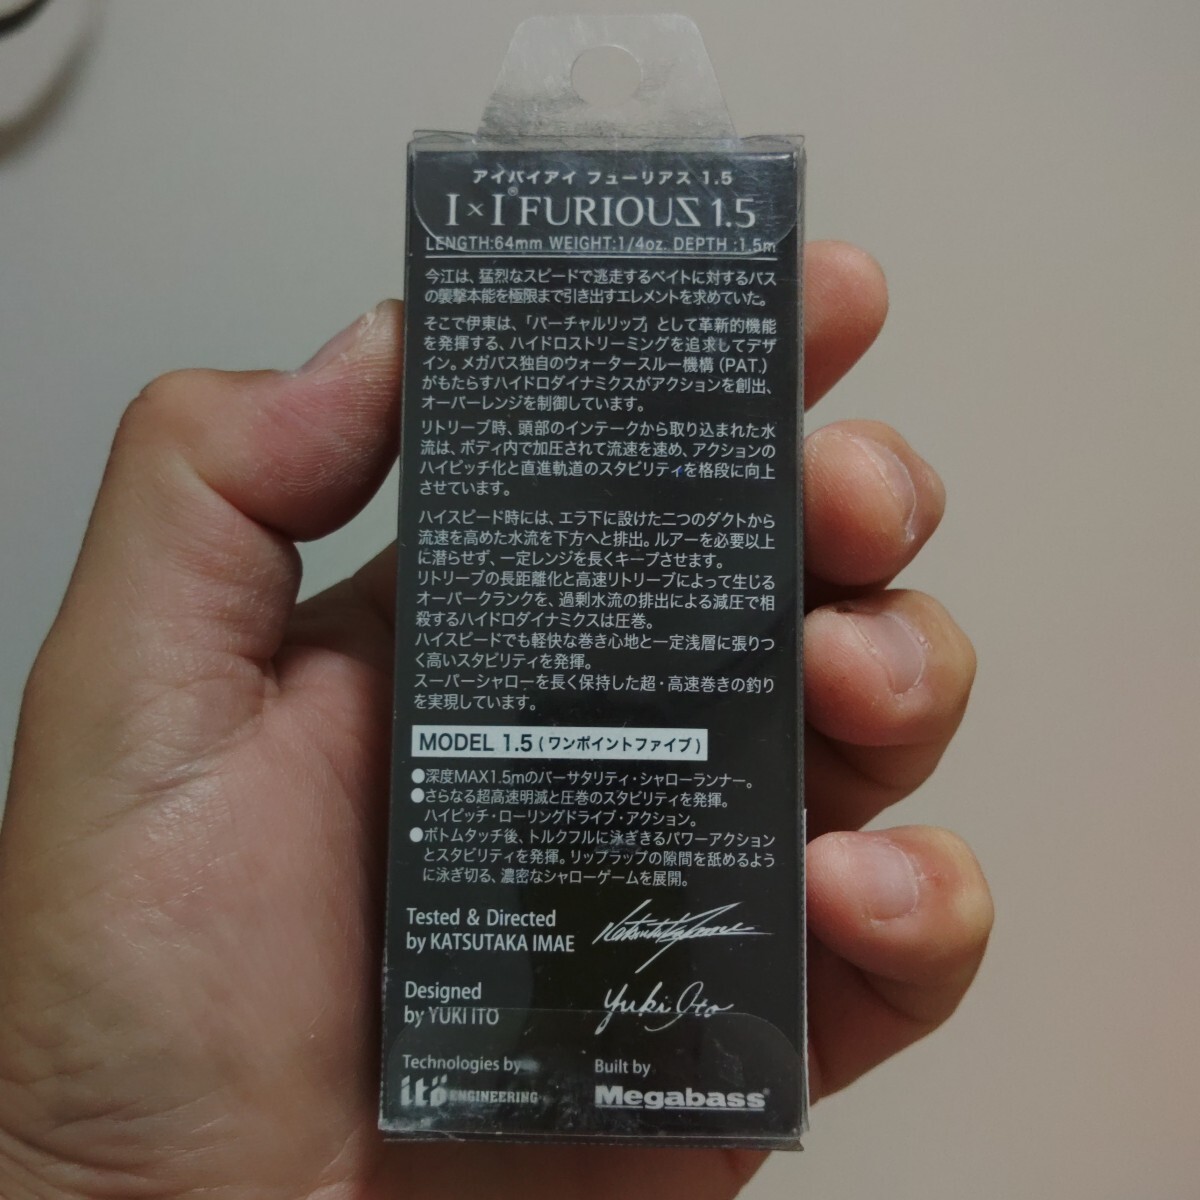 アイバイアイ フューリアス 1.5
I×I® FURIOUS 1.5
LENGTH:64mm WEIGHT:1/4oz. DEPTH :1.5m
今江は、猛烈なスピードで逃走するベイトに対するバス
の襲撃本能を極限まで引き出すエレメントを求めていた。
そこで伊東は、「バーチャルリップ」として革新的機能
を発揮する、ハイドロストリーミングを追求してデザ
イン。メガバス独自のウォータースルー機構(PAT.)
がもたらすハイドロダイナミクスがアクションを創出、
オーバーレンジを制御しています。
リトリーブ時、頭部のインテークから取り込まれた水
流は、ボディ内で加圧されて流速を速め、アクションの
ハイピッチ化と直進軌道のスタビリティを格段に向上
させています。
ハイスピード時には、エラ下に設けた二つのダクトから
流速を高めた水流を下方へと排出。ルアーを必要以上
に潜らせず、一定レンジを長くキープさせます。
リトリーブの長距離化と高速リトリーブによって生じる
オーバークランクを、過剰水流の排出による減圧で相
殺するハイドロダイナミクスは圧巻。
ハイスピードでも軽快な巻き心地と一定浅層に張りつ
く高いスタビリティを発揮。
スーパーシャローを長く保持した超・高速巻きの釣り
を実現しています。
MODEL 1.5 (ワンポイントファイブ)
●深度MAX1.5mのバーサタリティ・シャローランナー。
●さらなる超高速明滅と圧巻のスタビリティを発揮。
ハイピッチ・ローリングドライブ・アクション。
●ボトムタッチ後、トルクフルに泳ぎきるパワーアクション
とスタビリティを発揮。リップラップの隙間を舐めるよう
に泳ぎ切る、濃密なシャローゲームを展開。
Tested & Directed
by KATSUTAKA IMAE Katsutaka Imae
Designed
by YUKI ITO Yuki Ito
Technologies by Built by
itö ENGINEERING Megabass®